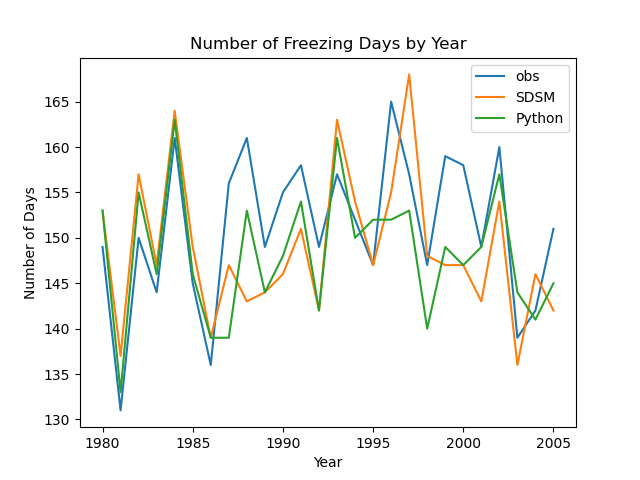 Number of Freezing Days by Year
obs
SDSM
Python
Number of Days
165
160
155
150
145
140
135
130
1980
1985
1990
1995
2000
2005
Year